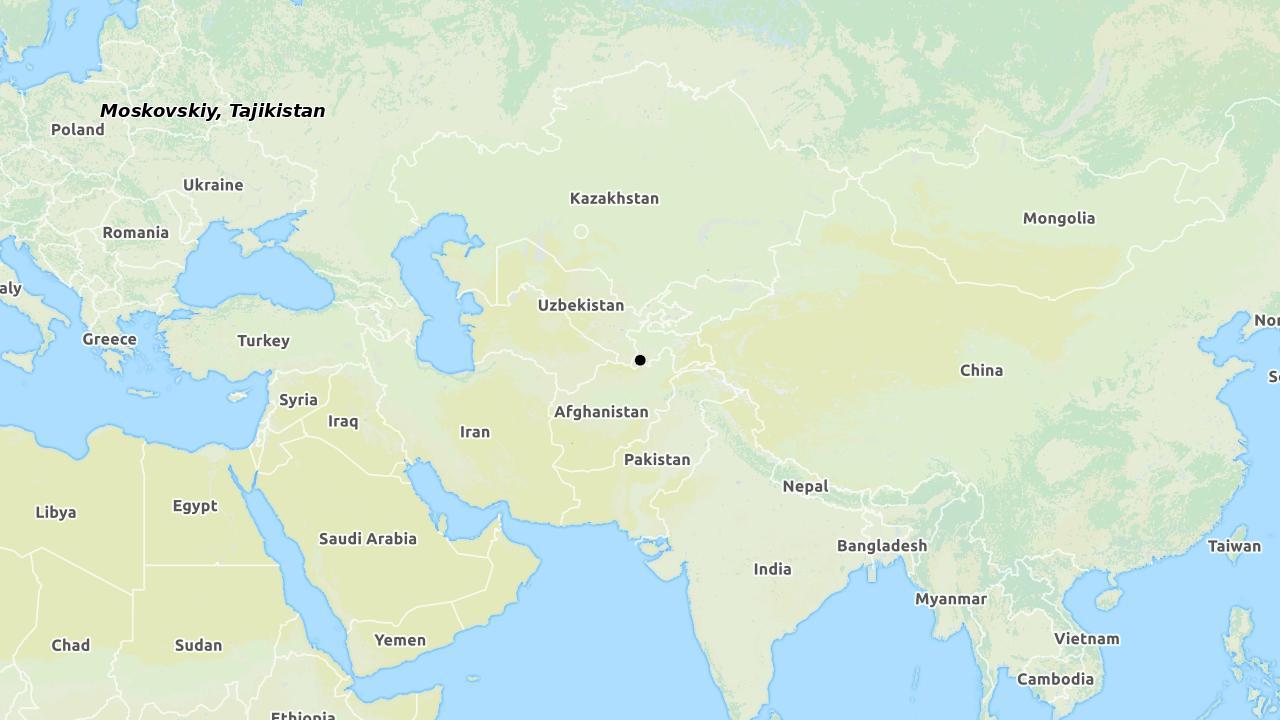 Moskovskiy, Tajikistan
Poland
Ukraine
Kazakhstan
Mongolia
Romania
aly
Uzbekistan
Nor
Greece
Turkey
China
S
Syria
Afghanistan
Iraq
Iran
Pakistan
Nepal
Libya
Egypt
Saudi Arabia
Bangladesh
Taiwan
India
Myanmar
Chad
Sudan
Yemen
Vietnam
Cambodia
Ethiopia